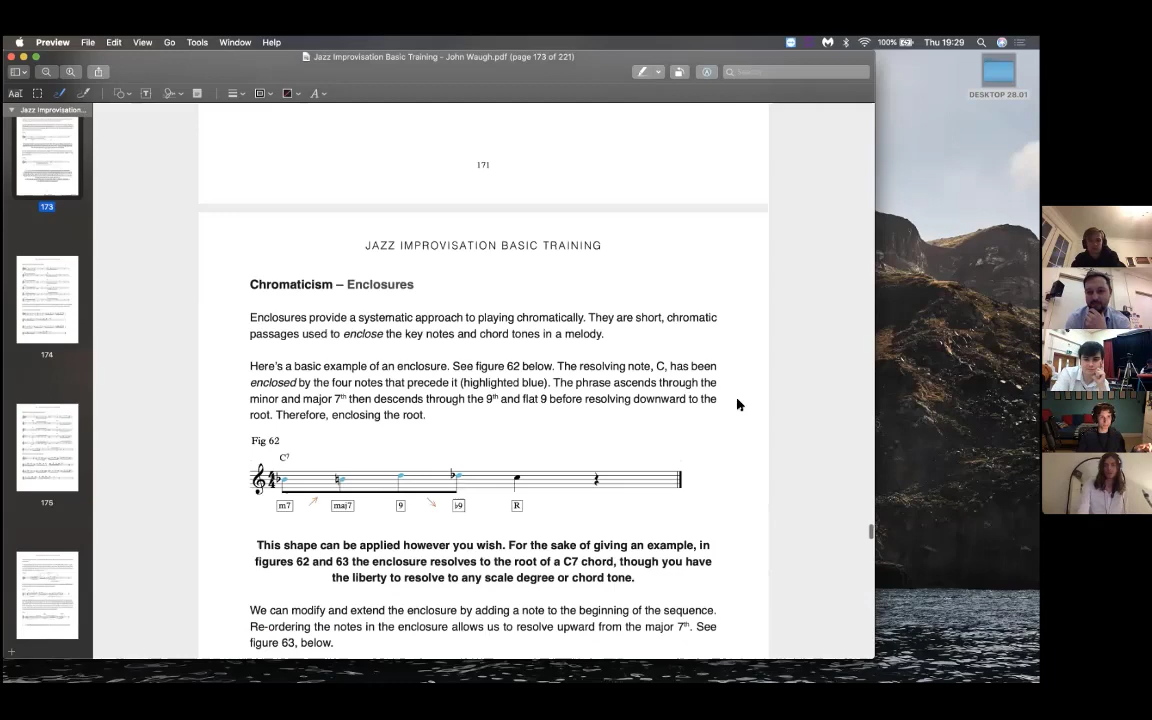 Preview File Edit View Go Tools Window Help
100% Thu 19:29
Jazz Improvisation Basic Training - John Waugh.pdf (page 173 of 221)
Search
Jazz Improvisation...
DESKTOP 28.01
173
174
175
171
JAZZ IMPROVISATION BASIC TRAINING
Chromaticism – Enclosures
Enclosures provide a systematic approach to playing chromatically. They are short, chromatic
passages used to enclose the key notes and chord tones in a melody.
Here's a basic example of an enclosure. See figure 62 below. The resolving note, C, has been
enclosed by the four notes that precede it (highlighted blue). The phrase ascends through the
minor and major 7th then descends through the 9th and flat 9 before resolving downward to the
root. Therefore, enclosing the root.
Fig 62
C7
m7 maj7 9 ♭9 R
This shape can be applied however you wish. For the sake of giving an example, in
figures 62 and 63 the enclosure resolves to the root of a C7 chord, though you have
the liberty to resolve to any scale degree or chord tone.
We can modify and extend the enclosure by adding a note to the beginning of the sequence.
Re-ordering the notes in the enclosure allows us to resolve upward from the major 7th. See
figure 63, below.